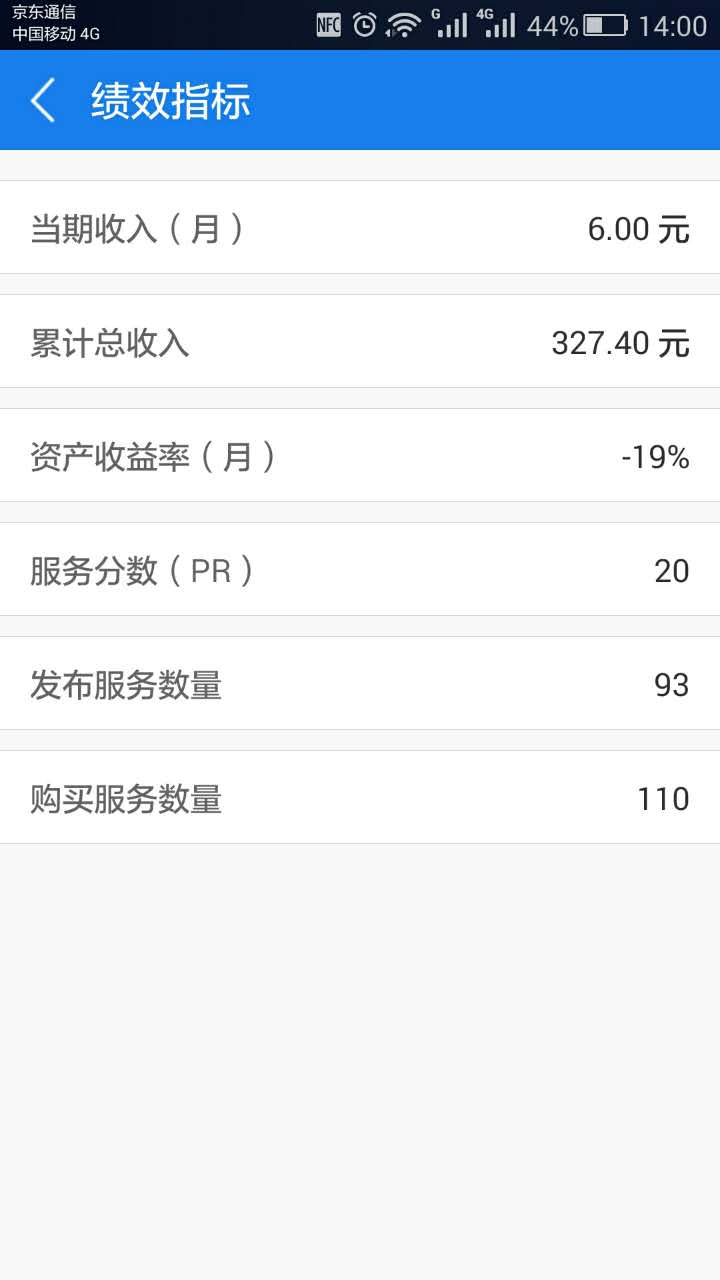 京东通信
中国移动 4G
NFC G 4G 44% 14:00
绩效指标
当期收入（月） 6.00 元
累计总收入 327.40 元
资产收益率（月） -19%
服务分数（PR） 20
发布服务数量 93
购买服务数量 110